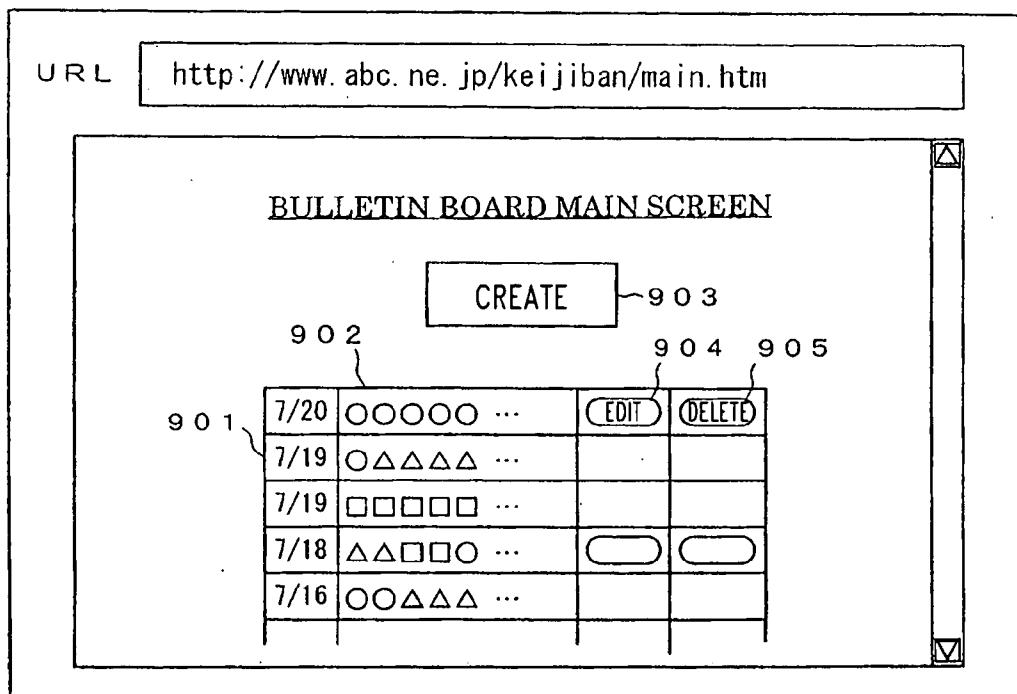 URL http://www.abc.ne.jp/keijiban/main.htm
BULLETIN BOARD MAIN SCREEN
CREATE 903
902 904 905
901
7/20 ○○○○○ … EDIT DELETE
7/19 ○△△△△ …
7/19 □□□□□ …
7/18 △△□□○ …
7/16 ○○△△△ …